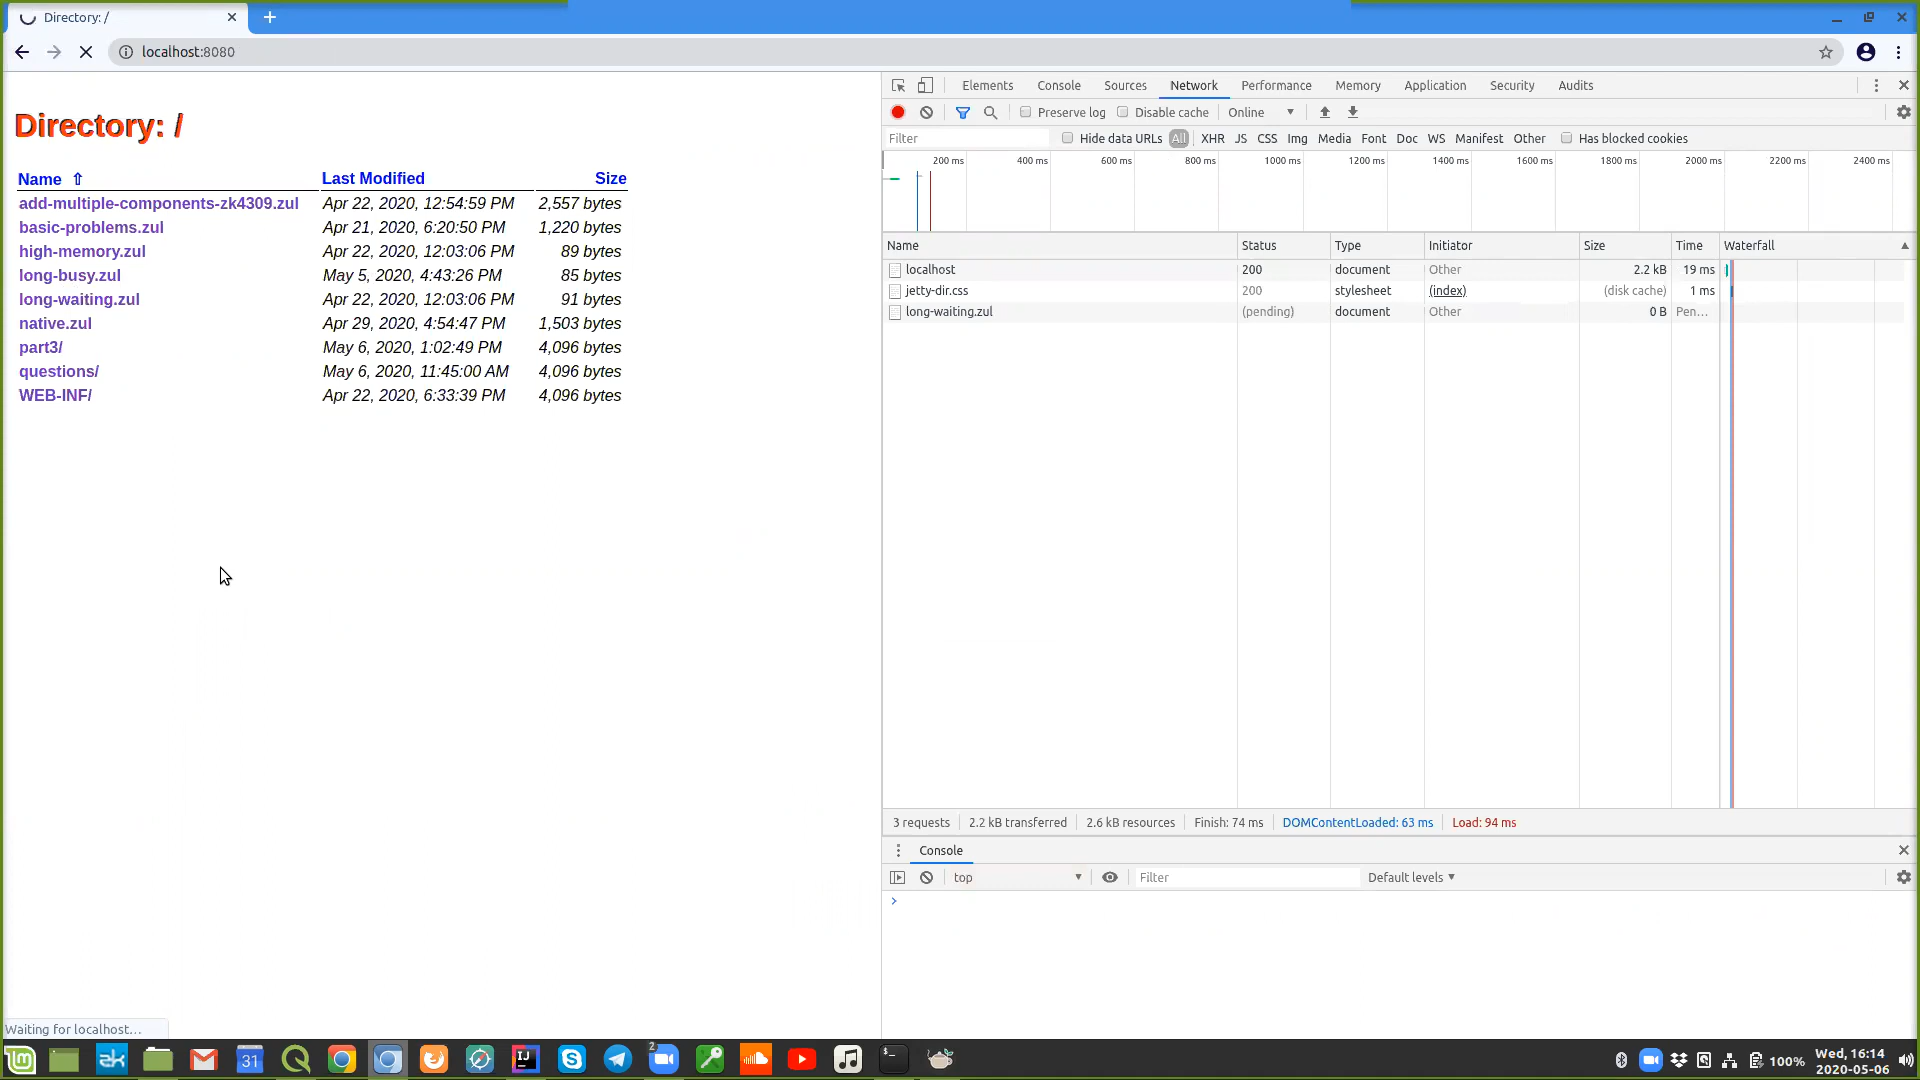 Directory: /
localhost:8080
Directory: /
Name ⇧ Last Modified Size
add-multiple-components-zk4309.zul Apr 22, 2020, 12:54:59 PM 2,557 bytes
basic-problems.zul Apr 21, 2020, 6:20:50 PM 1,220 bytes
high-memory.zul Apr 22, 2020, 12:03:06 PM 89 bytes
long-busy.zul May 5, 2020, 4:43:26 PM 85 bytes
long-waiting.zul Apr 22, 2020, 12:03:06 PM 91 bytes
native.zul Apr 29, 2020, 4:54:47 PM 1,503 bytes
part3/ May 6, 2020, 1:02:49 PM 4,096 bytes
questions/ May 6, 2020, 11:45:00 AM 4,096 bytes
WEB-INF/ Apr 22, 2020, 6:33:39 PM 4,096 bytes
Waiting for localhost...
Elements Console Sources Network Performance Memory Application Security Audits
Preserve log Disable cache Online
Filter Hide data URLs All XHR JS CSS Img Media Font Doc WS Manifest Other Has blocked cookies
200 ms 400 ms 600 ms 800 ms 1000 ms 1200 ms 1400 ms 1600 ms 1800 ms 2000 ms 2200 ms 2400 ms
Name Status Type Initiator Size Time Waterfall
localhost 200 document Other 2.2 kB 19 ms
jetty-dir.css 200 stylesheet (index) (disk cache) 1 ms
long-waiting.zul (pending) document Other 0 B Pen...
3 requests 2.2 kB transferred 2.6 kB resources Finish: 74 ms DOMContentLoaded: 63 ms Load: 94 ms
Console
top Filter Default levels
zk 31 IJ 2 100% Wed, 16:14
2020-05-06